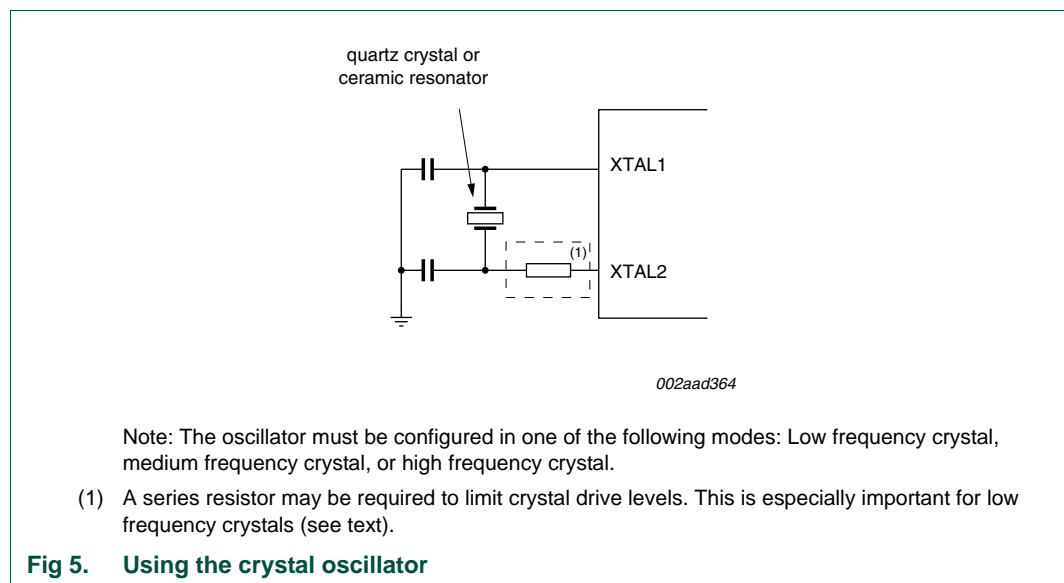 quartz crystal or
ceramic resonator
XTAL1
(1)
XTAL2
002aad364
Note: The oscillator must be configured in one of the following modes: Low frequency crystal,
medium frequency crystal, or high frequency crystal.
(1) A series resistor may be required to limit crystal drive levels. This is especially important for low
frequency crystals (see text).
Fig 5. Using the crystal oscillator